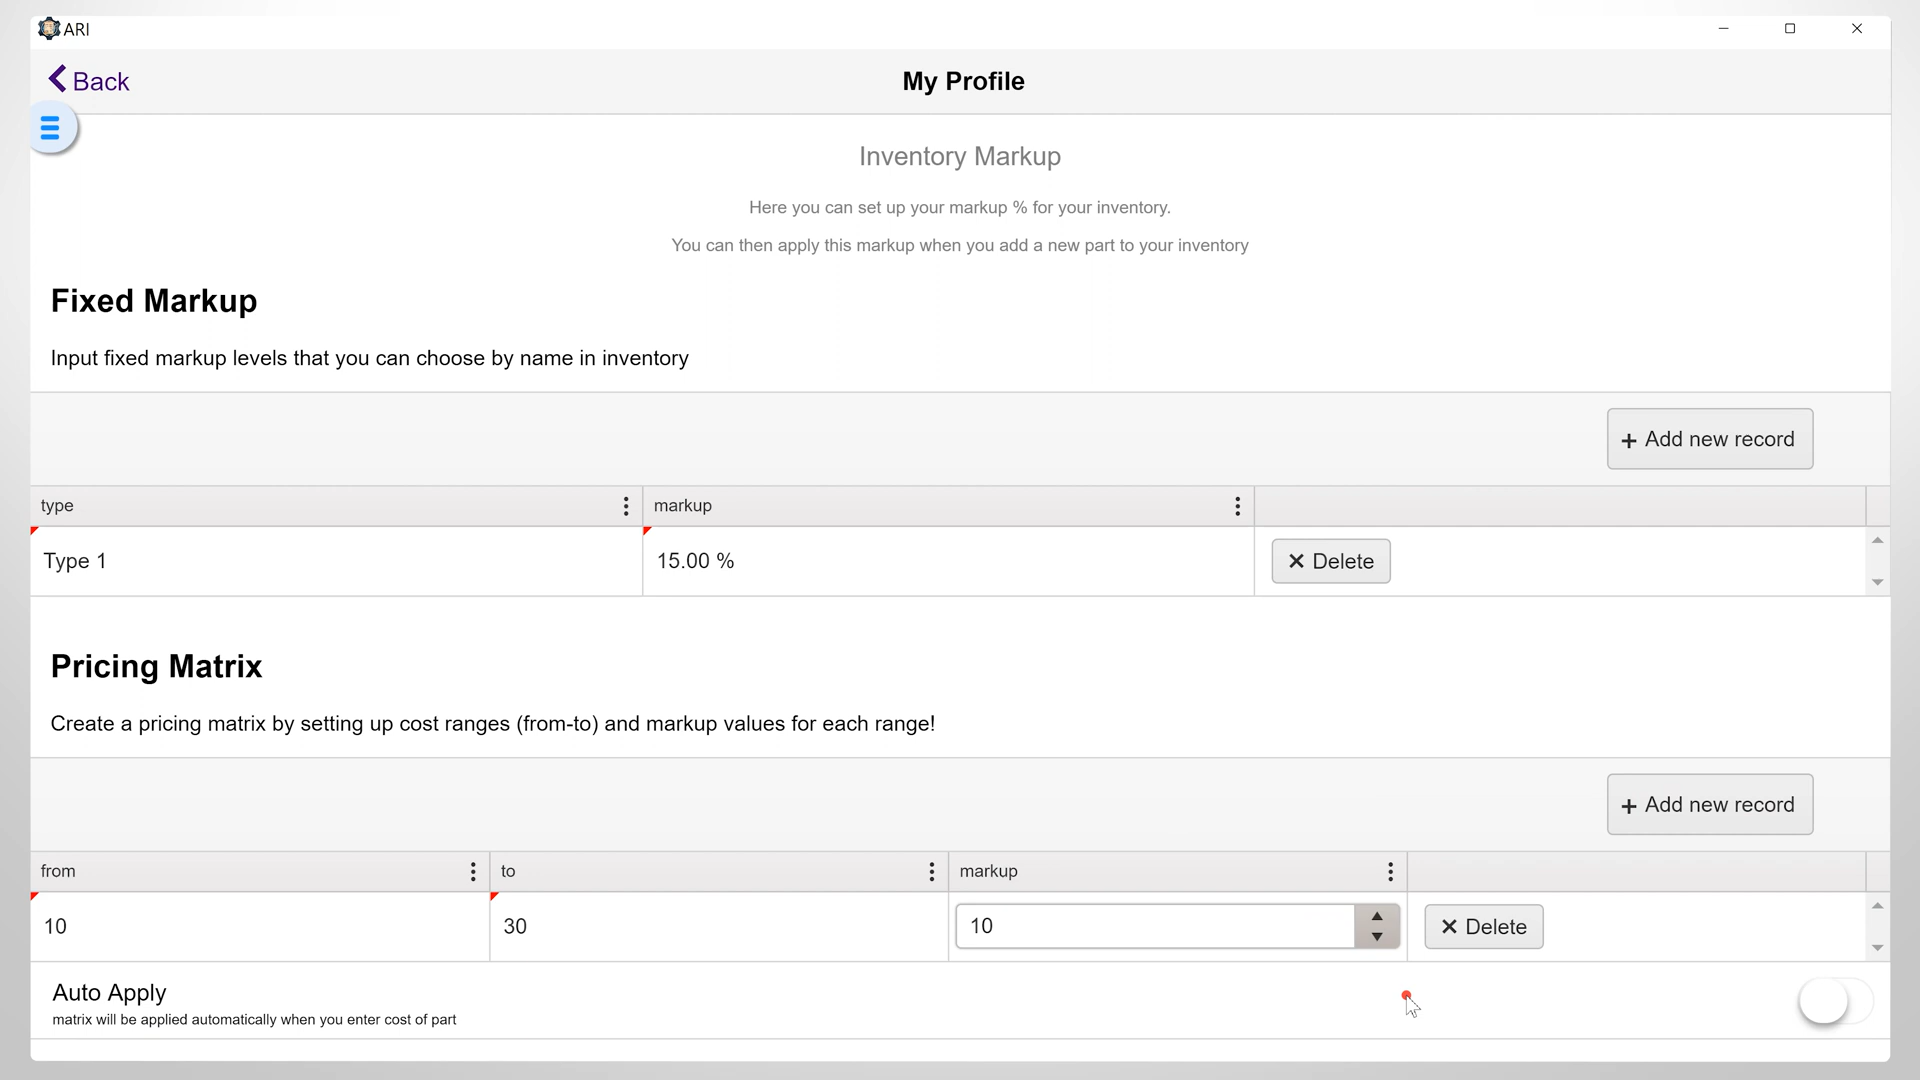 ARI
Back
My Profile
Inventory Markup
Here you can set up your markup % for your inventory.
You can then apply this markup when you add a new part to your inventory
Fixed Markup
Input fixed markup levels that you can choose by name in inventory
+ Add new record
type markup
Type 1 15.00 % × Delete
Pricing Matrix
Create a pricing matrix by setting up cost ranges (from-to) and markup values for each range!
+ Add new record
from to markup
10 30 10 × Delete
Auto Apply
matrix will be applied automatically when you enter cost of part